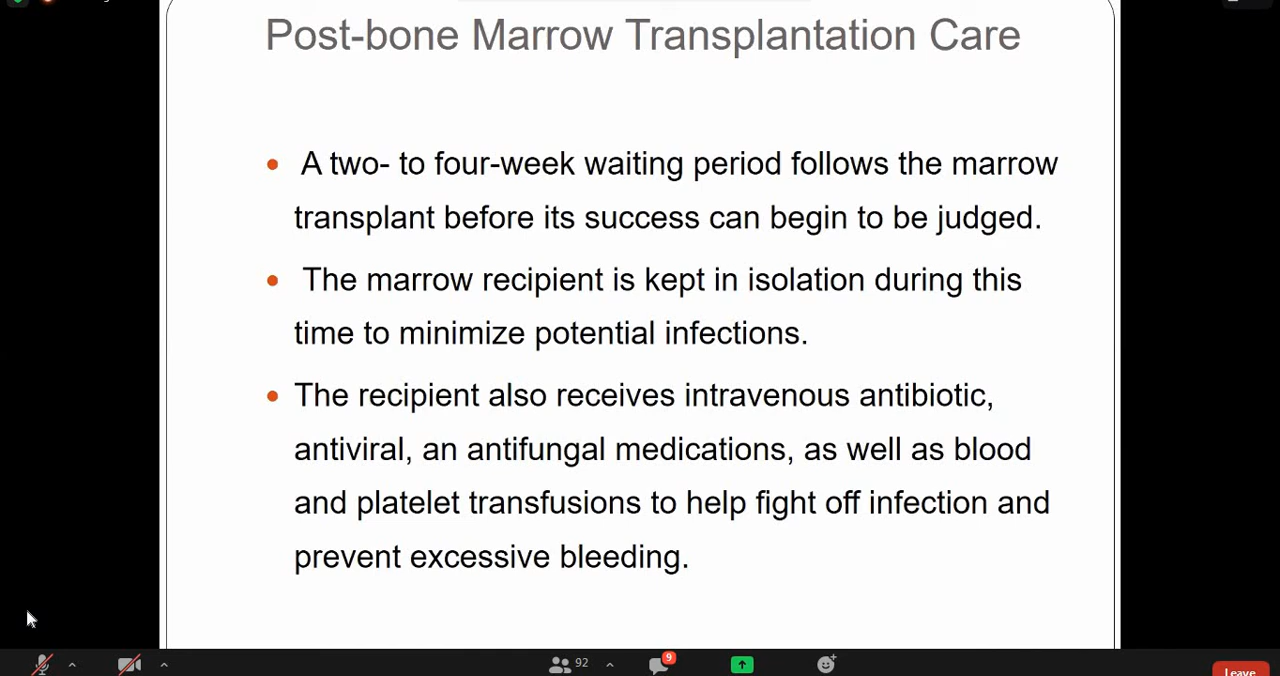 Post-bone Marrow Transplantation Care
• A two- to four-week waiting period follows the marrow
transplant before its success can begin to be judged.
• The marrow recipient is kept in isolation during this
time to minimize potential infections.
• The recipient also receives intravenous antibiotic,
antiviral, an antifungal medications, as well as blood
and platelet transfusions to help fight off infection and
prevent excessive bleeding.
92
9
Leave